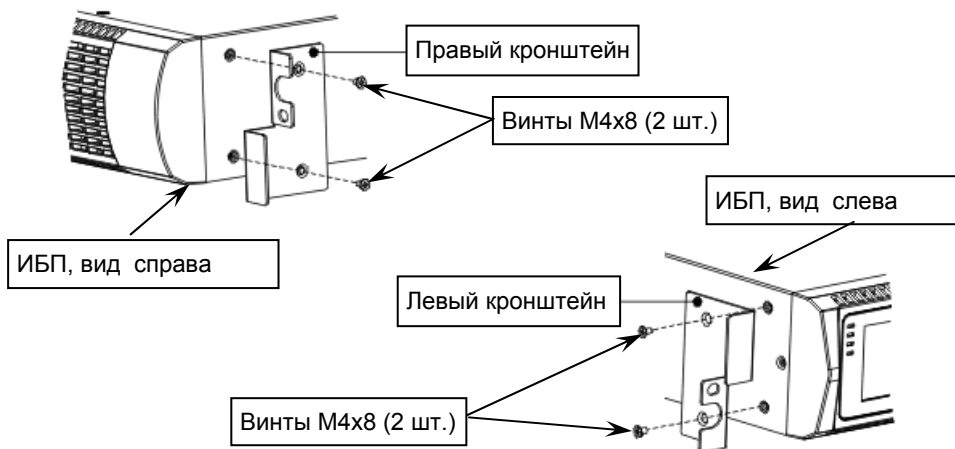 Правый кронштейн
Винты М4х8 (2 шт.)
ИБП, вид слева
ИБП, вид справа
Левый кронштейн
Винты М4х8 (2 шт.)